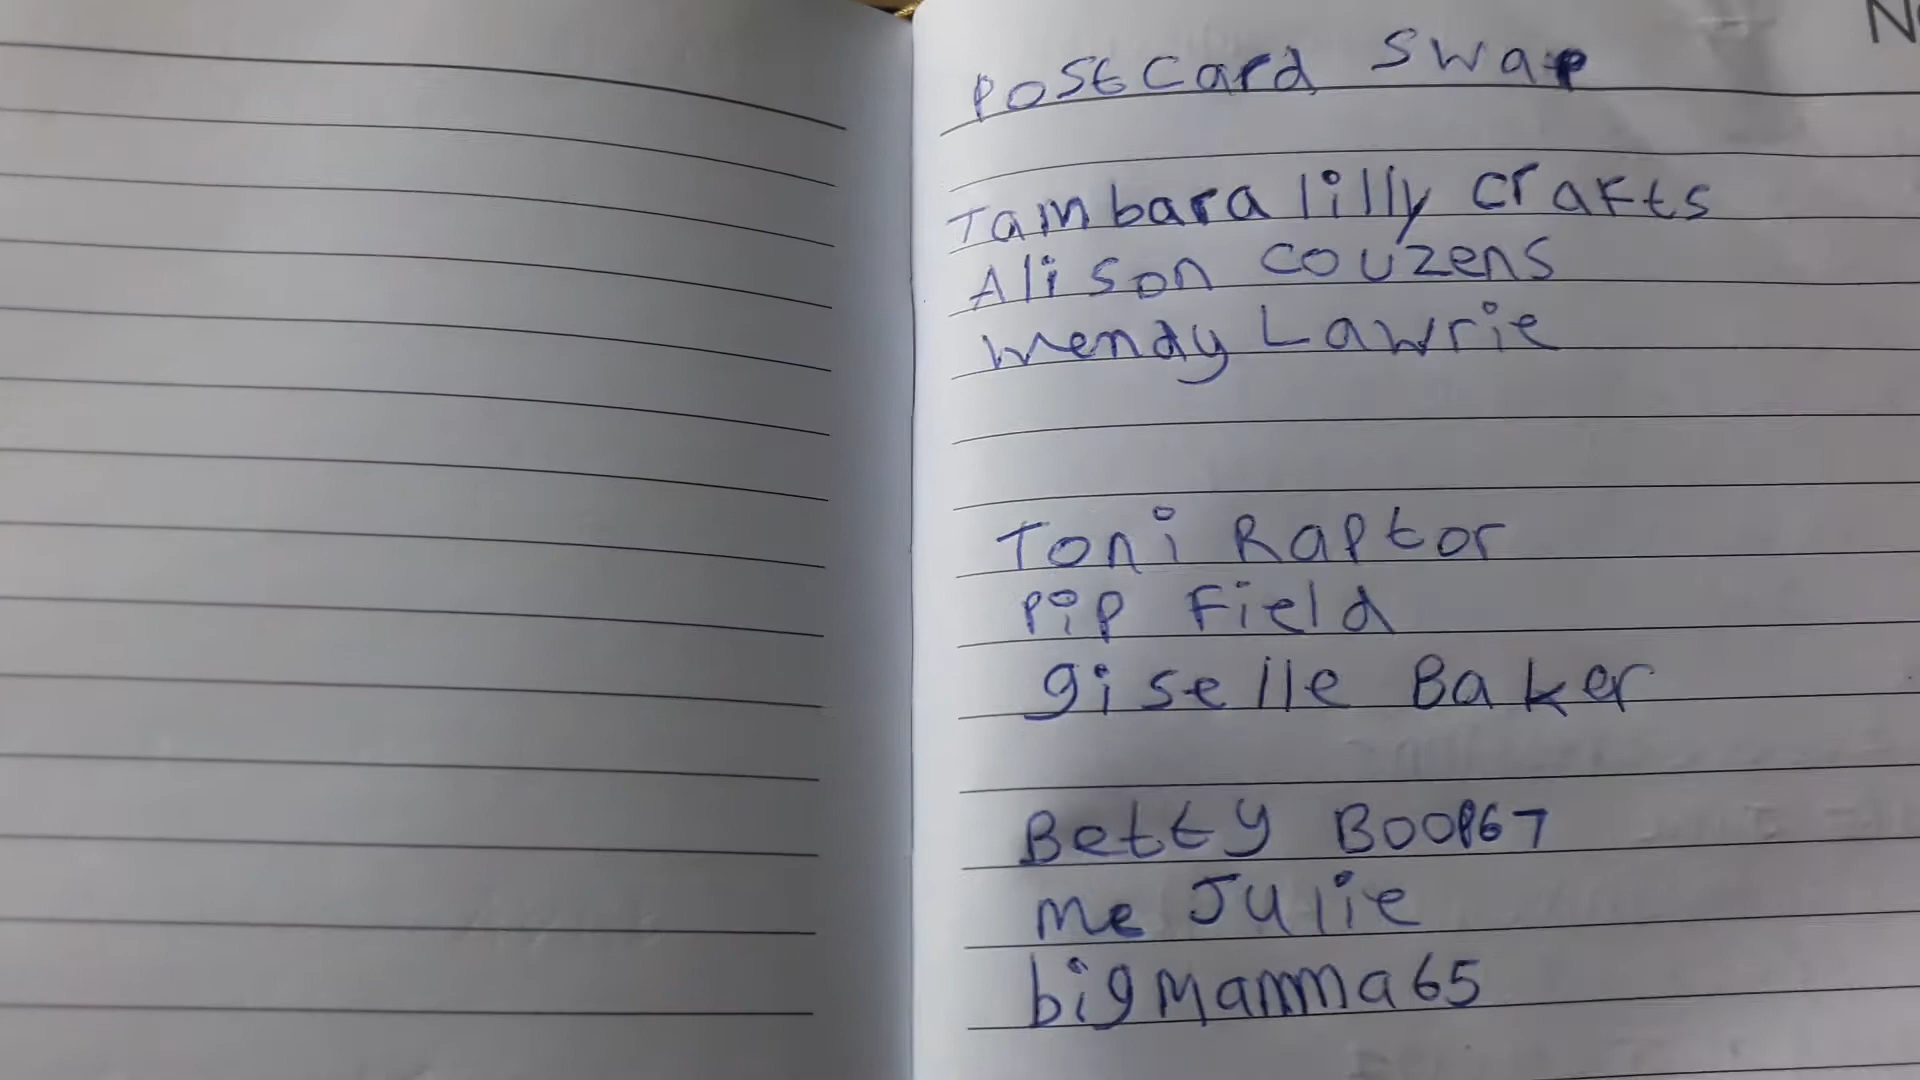 Postcard Swap
Tambara lilly crafts
Alison couzens
Wendy Lawrie
Toni Raptor
Pip Field
giselle Baker
Betty Boop67
me Julie
bigmamma65